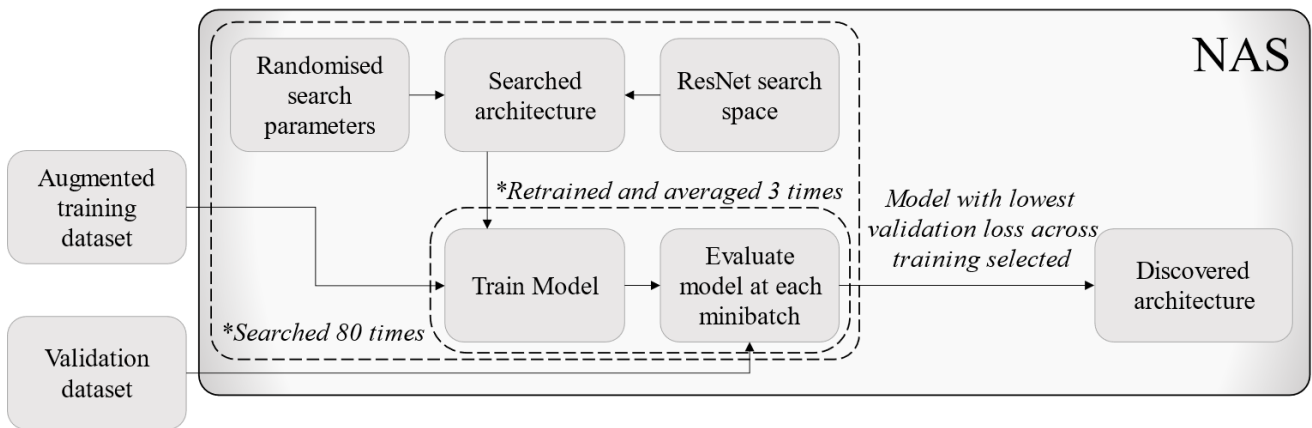 NAS
Randomised
search
parameters
Searched
architecture
ResNet search
space
Augmented
training
dataset
*Retrained and averaged 3 times
Model with lowest
validation loss across
training selected
Train Model
Evaluate
model at each
minibatch
Discovered
architecture
*Searched 80 times
Validation
dataset